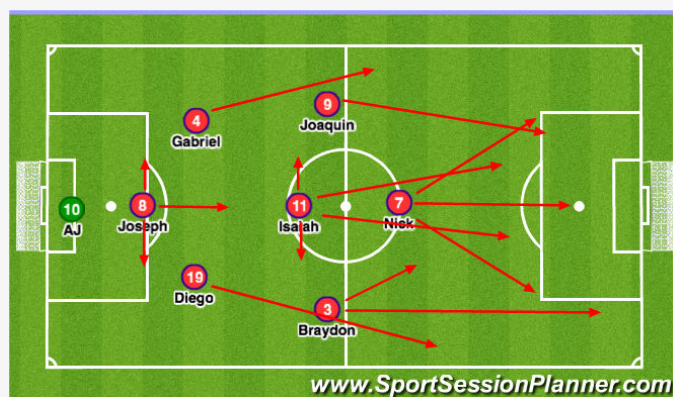 4
Gabriel
9
Joaquin
10
AJ
8
Joseph
11
Isaiah
7
Nick
19
Diego
3
Braydon
www.SportSessionPlanner.com